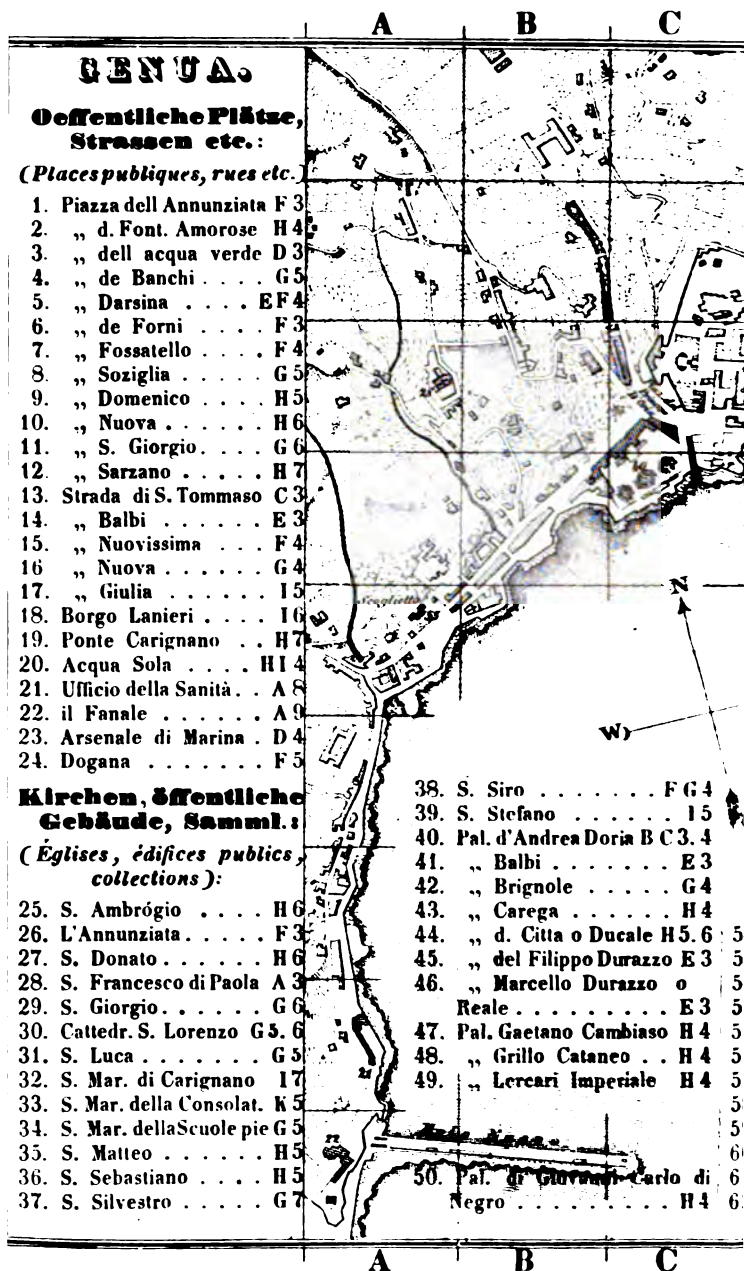 A B C
GENUA.
Oeffentliche Plätze,
Strassen etc.:
(Places publiques, rues etc.)
1. Piazza dell Annunziata F 3
2. „ d. Font. Amorose H 4
3. „ dell acqua verde D 3
4. „ de Banchi . . . . G 5
5. „ Darsina . . . . E F 4
6. „ de Forni . . . . F 3
7. „ Fossatello . . . . F 4
8. „ Soziglia . . . . . G 5
9. „ Domenico . . . . H 5
10. „ Nuova . . . . . . H 6
11. „ S. Giorgio . . . . G 6
12. „ Sarzano . . . . . H 7
13. Strada di S. Tommaso C 3
14. „ Balbi . . . . . . E 3
15. „ Nuovissima . . . F 4
16 „ Nuova . . . . . . G 4
17. „ Giulia . . . . . . I 5
18. Borgo Lanieri . . . . I 6
19. Ponte Carignano . . H 7
20. Acqua Sola . . . . H I 4
21. Ufficio della Sanità . . A 8
22. il Fanale . . . . . . . A 9
23. Arsenale di Marina . D 4
24. Dogana . . . . . . . F 5
Kirchen, öffentliche
Gebäude, Samml.:
(Églises, édifices publics,
collections):
25. S. Ambrógio . . . . H 6
26. L'Annunziata . . . . . F 3
27. S. Donato . . . . . . H 6
28. S. Francesco di Paola A 3
29. S. Giorgio . . . . . . G 6
30. Cattedr. S. Lorenzo G 5. 6
31. S. Luca . . . . . . . G 5
32. S. Mar. di Carignano I 7
33. S. Mar. della Consolat. K 5
34. S. Mar. della Scuole pie G 5
35. S. Matteo . . . . . . H 5
36. S. Sebastiano . . . . H 5
37. S. Silvestro . . . . . G 7
N
W
38. S. Siro . . . . . . . . F G 4
39. S. Stefano . . . . . . I 5
40. Pal. d'Andrea Doria B C 3. 4
41. „ Balbi . . . . . . . E 3
42. „ Brignole . . . . . G 4
43. „ Carega . . . . . . H 4
44. „ d. Citta o Ducale H 5. 6
45. „ del Filippo Durazzo E 3
46. „ Marcello Durazzo o
Reale . . . . . . . . . E 3
47. Pal. Gaetano Cambiaso H 4
48. „ Grillo Cataneo . . H 4
49. „ Lercari Imperiale H 4
21
22
50. Pal. di Giovanni Carlo di
Negro . . . . . . . . . . H 4
A B C